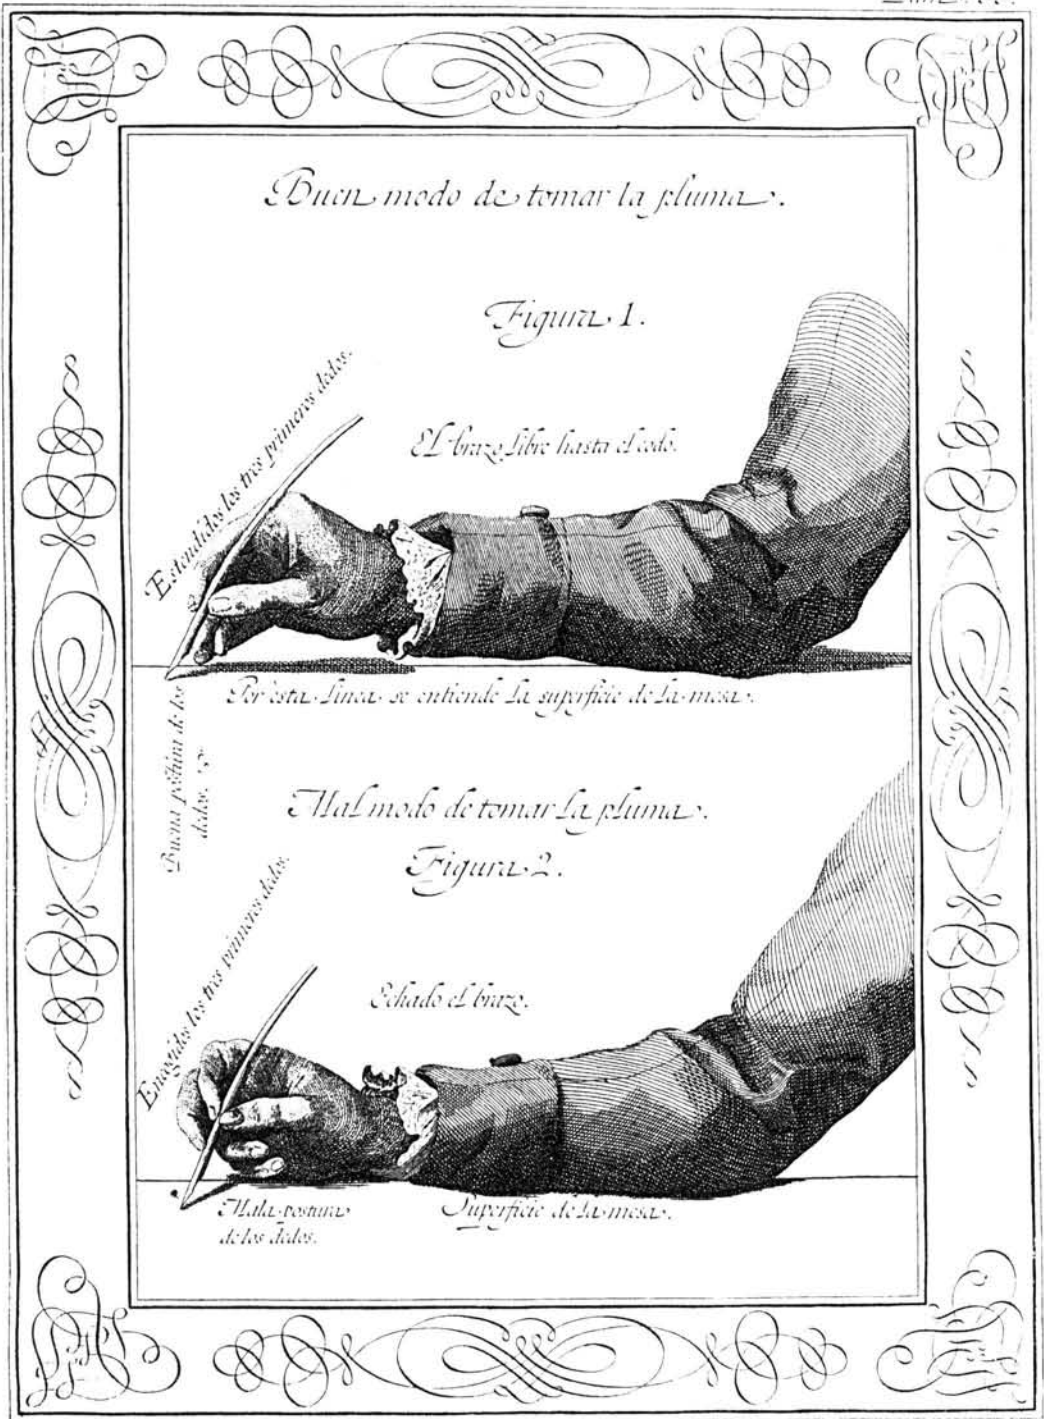 Buen modo de tomar la pluma.
Figura 1.
Estendidos los tres primeros dedos.
El brazo libre hasta el codo.
Por ésta linea se entiende la superficie de la mesa.
Buena postura de los
dedos.
Mal modo de tomar la pluma.
Figura 2.
Encogidos los tres primeros dedos.
Echado el brazo.
Mala postura
de los dedos.
Superficie de la mesa.